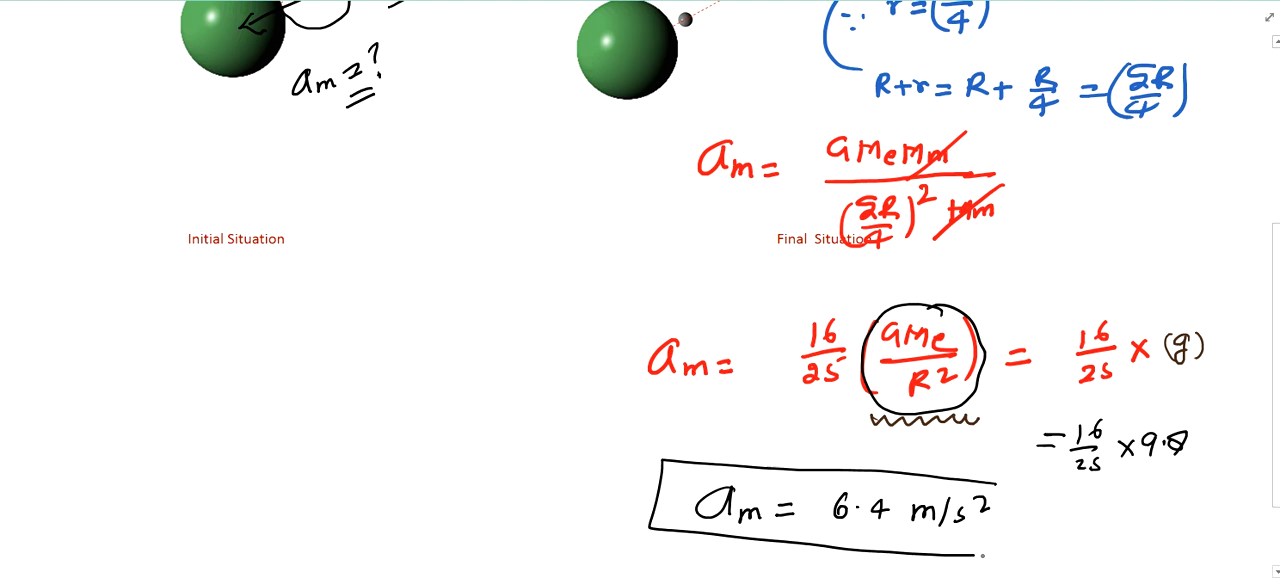 ∵ r = (R/4)
am = ?
R+r = R + R/4 = (5R/4)
am = GMeMm / (5R/4)² Mm
Initial Situation
Final Situation
am = 16/25 (GMe/R²) = 16/25 × (g)
= 16/25 × 9.8
am = 6.4 m/s²